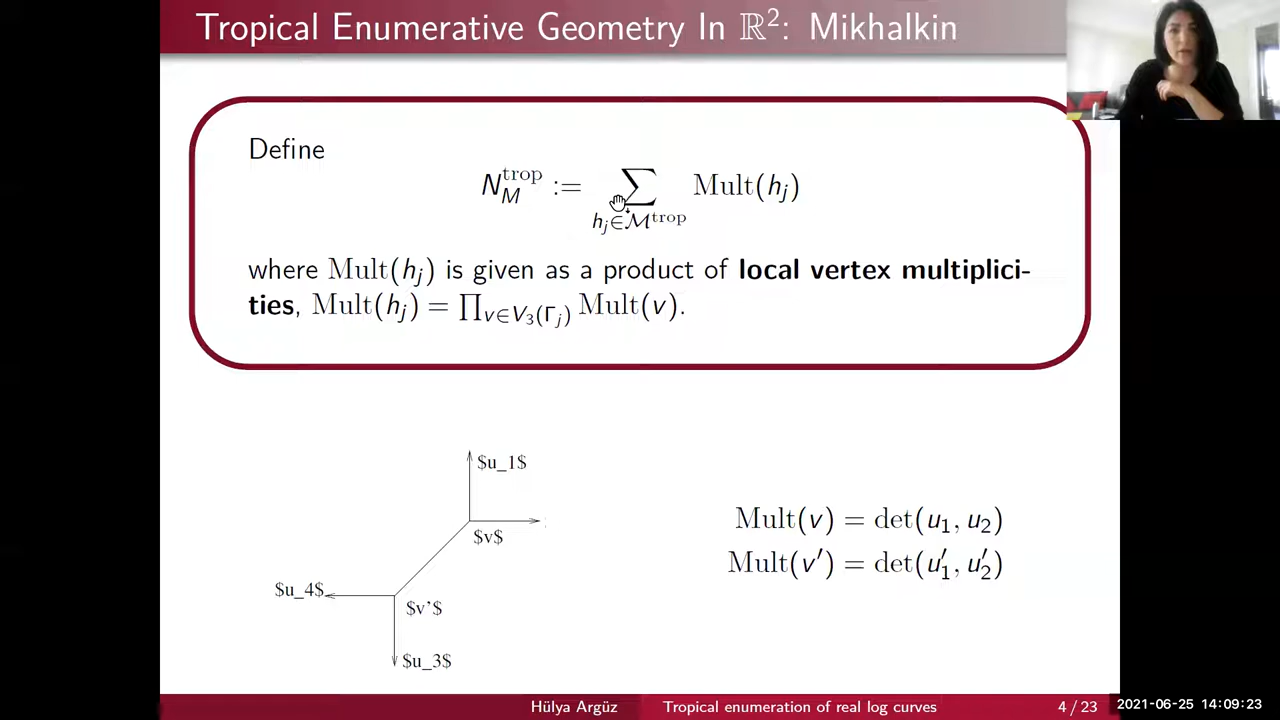 Tropical Enumerative Geometry In ℝ²: Mikhalkin
Define
N_M^trop := ∑_{h_j∈ℳ^trop} Mult(h_j)
where Mult(h_j) is given as a product of local vertex multiplici-
ties, Mult(h_j) = ∏_{v∈V_3(Γ_j)} Mult(v).
$u_1$
$v$
$u_4$
$v'$
$u_3$
Mult(v) = det(u_1, u_2)
Mult(v′) = det(u′_1, u′_2)
Hülya Argüz
Tropical enumeration of real log curves
4 / 23
2021-06-25 14:09:23